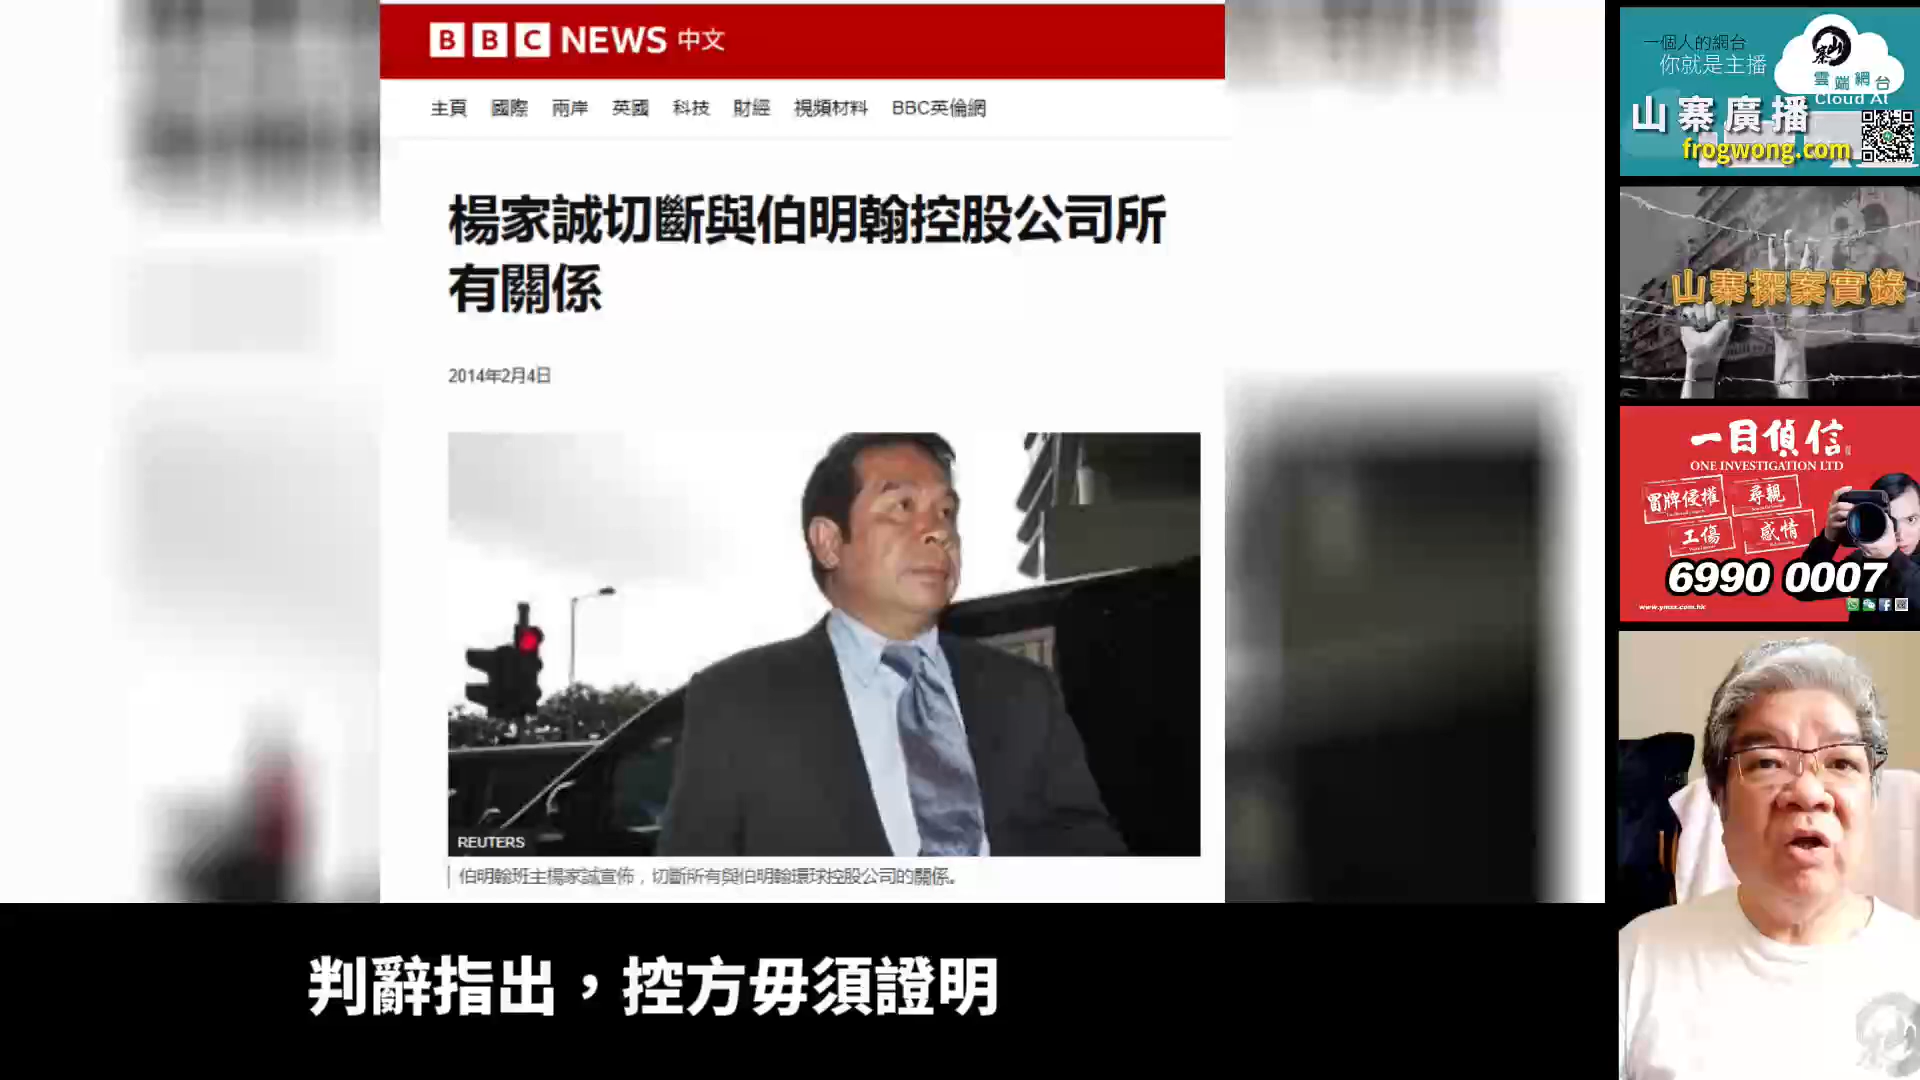 BBC NEWS 中文
主頁 國際 兩岸 英國 科技 財經 視頻材料 BBC英倫網
楊家誠切斷與伯明翰控股公司所
有關係
2014年2月4日
REUTERS
伯明翰班主楊家誠宣佈，切斷所有與伯明翰環球控股公司的關係。
判辭指出，控方毋須證明
一個人的網台
你就是主播
山寨
雲端網台
Cloud AI
山寨廣播
frogwong.com
山寨探案實錄
一目偵信
ONE INVESTIGATION LTD
冒牌侵權
尋親
工傷
感情
6990 0007
www.ymzx.com.hk